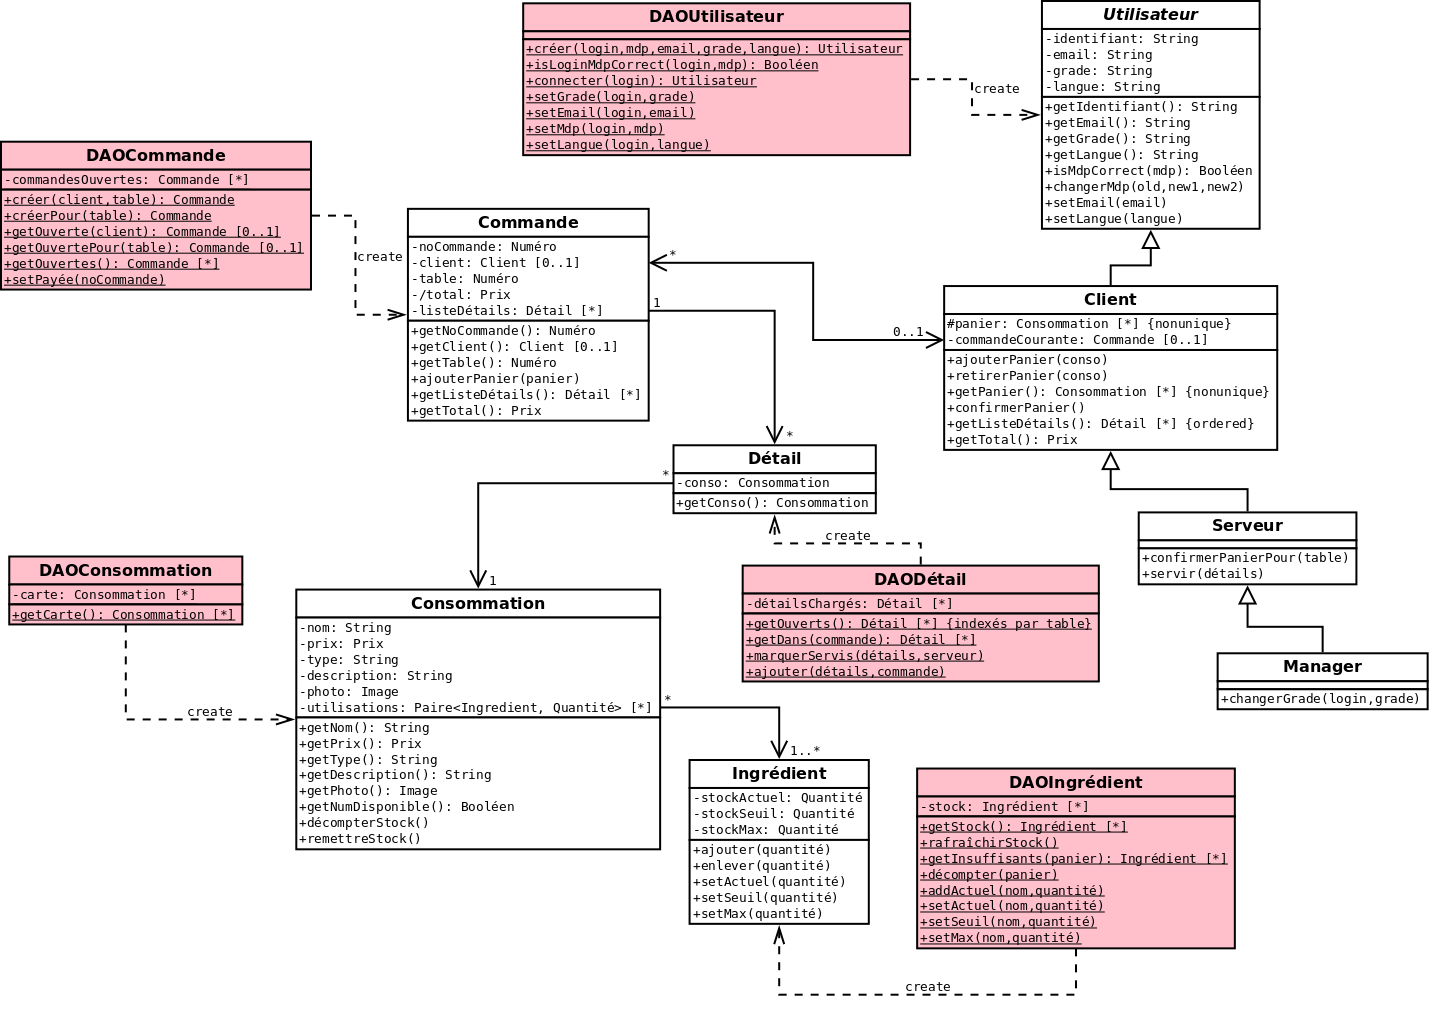 DAOUtilisateur
+créer(login,mdp,email,grade,langue): Utilisateur
+isLoginMdpCorrect(login,mdp): Booléen
+connecter(login): Utilisateur
+setGrade(login,grade)
+setEmail(login,email)
+setMdp(login,mdp)
+setLangue(login,langue)
create
Utilisateur
-identifiant: String
-email: String
-grade: String
-langue: String
+getIdentifiant(): String
+getEmail(): String
+getGrade(): String
+getLangue(): String
+isMdpCorrect(mdp): Booléen
+changerMdp(old,new1,new2)
+setEmail(email)
+setLangue(langue)
DAOCommande
-commandesOuvertes: Commande [*]
+créer(client,table): Commande
+créerPour(table): Commande
+getOuverte(client): Commande [0..1]
+getOuvertePour(table): Commande [0..1]
+getOuvertes(): Commande [*]
+setPayée(noCommande)
create
Commande
-noCommande: Numéro
-client: Client [0..1]
-table: Numéro
-/total: Prix
-listeDétails: Détail [*]
+getNoCommande(): Numéro
+getClient(): Client [0..1]
+getTable(): Numéro
+ajouterPanier(panier)
+getListeDétails(): Détail [*]
+getTotal(): Prix
*
1
0..1
*
Client
#panier: Consommation [*] {nonunique}
-commandeCourante: Commande [0..1]
+ajouterPanier(conso)
+retirerPanier(conso)
+getPanier(): Consommation [*] {nonunique}
+confirmerPanier()
+getListeDétails(): Détail [*] {ordered}
+getTotal(): Prix
Détail
-conso: Consommation
+getConso(): Consommation
*
1
create
Serveur
+confirmerPanierPour(table)
+servir(détails)
DAOConsommation
-carte: Consommation [*]
+getCarte(): Consommation [*]
create
DAODétail
-détailsChargés: Détail [*]
+getOuverts(): Détail [*] {indexés par table}
+getDans(commande): Détail [*]
+marquerServis(détails,serveur)
+ajouter(détails,commande)
Manager
+changerGrade(login,grade)
Consommation
-nom: String
-prix: Prix
-type: String
-description: String
-photo: Image
-utilisations: Paire<Ingredient, Quantité> [*]
+getNom(): String
+getPrix(): Prix
+getType(): String
+getDescription(): String
+getPhoto(): Image
+getNumDisponible(): Booléen
+décompterStock()
+remettreStock()
*
1..*
Ingrédient
-stockActuel: Quantité
-stockSeuil: Quantité
-stockMax: Quantité
+ajouter(quantité)
+enlever(quantité)
+setActuel(quantité)
+setSeuil(quantité)
+setMax(quantité)
DAOIngrédient
-stock: Ingrédient [*]
+getStock(): Ingrédient [*]
+rafraîchirStock()
+getInsuffisants(panier): Ingrédient [*]
+décompter(panier)
+addActuel(nom,quantité)
+setActuel(nom,quantité)
+setSeuil(nom,quantité)
+setMax(nom,quantité)
create